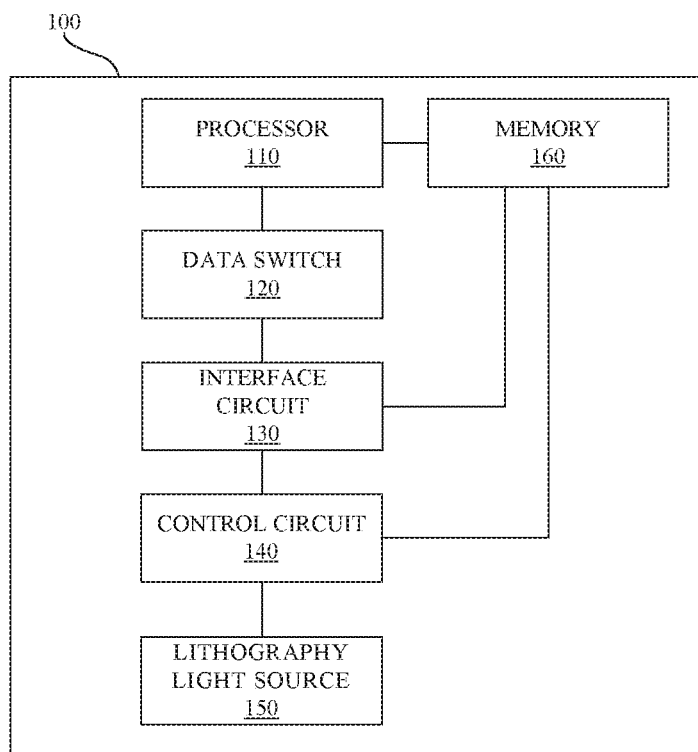 100
PROCESSOR
110
MEMORY
160
DATA SWITCH
120
INTERFACE
CIRCUIT
130
CONTROL CIRCUIT
140
LITHOGRAPHY
LIGHT SOURCE
150